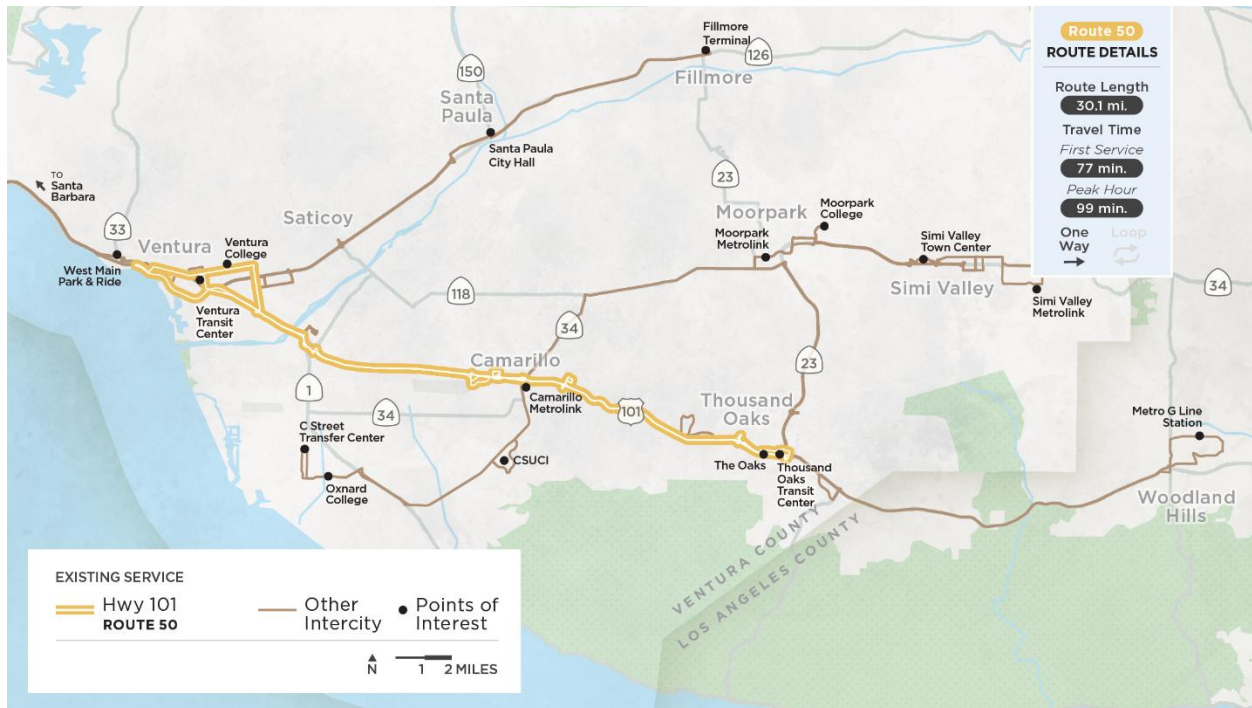 Fillmore
Terminal
126
Fillmore
150
Santa
Paula
Santa Paula
City Hall
TO
Santa
Barbara
33
Ventura
Ventura
College
Saticoy
West Main
Park & Ride
Ventura
Transit
Center
118
23
Moorpark
Moorpark
College
Moorpark
Metrolink
Simi Valley
Town Center
Simi Valley
Simi Valley
Metrolink
34
34
Camarillo
Camarillo
Metrolink
1
34
101
23
Thousand
Oaks
C Street
Transfer Center
CSUCI
Oxnard
College
The Oaks
Thousand
Oaks
Transit
Center
Metro G Line
Station
Woodland
Hills
VENTURA COUNTY
LOS ANGELES COUNTY
Route 50
ROUTE DETAILS
Route Length
30.1 mi.
Travel Time
First Service
77 min.
Peak Hour
99 min.
One
Way
Loop
EXISTING SERVICE
Hwy 101
ROUTE 50
Other
Intercity
Points of
Interest
N
1 2 MILES